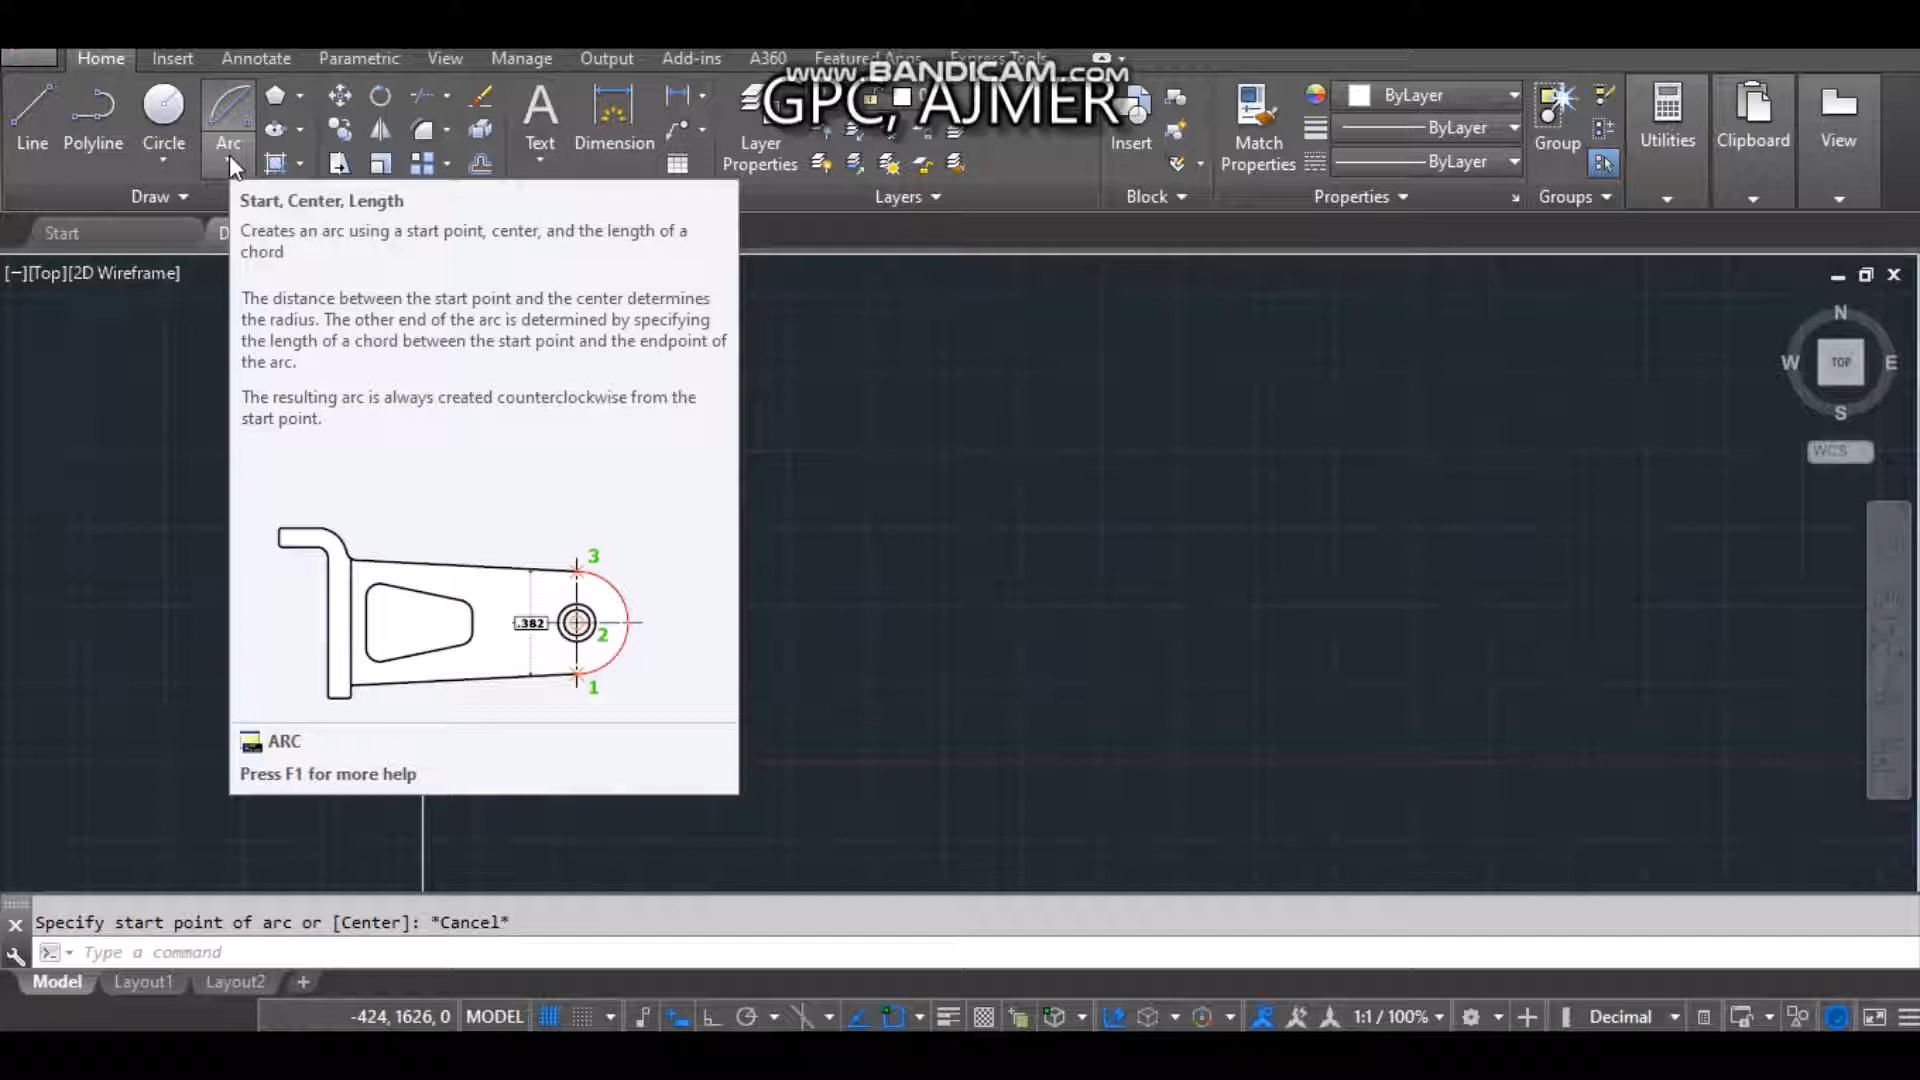 Home Insert Annotate Parametric View Manage Output Add-ins A360 Featured Apps Express Tools
www.BANDICAM.com
GPC, AJMER
Line Polyline Circle Arc Text Dimension Layer Properties Insert Match Properties Group Utilities Clipboard View
ByLayer
ByLayer
ByLayer
Draw Layers Block Properties Groups
Start D
[−][Top][2D Wireframe]
Start, Center, Length
Creates an arc using a start point, center, and the length of a
chord
The distance between the start point and the center determines
the radius. The other end of the arc is determined by specifying
the length of a chord between the start point and the endpoint of
the arc.
The resulting arc is always created counterclockwise from the
start point.
3
.382
2
1
ARC
Press F1 for more help
N
W TOP E
S
WCS
Specify start point of arc or [Center]: *Cancel*
Type a command
Model Layout1 Layout2 +
-424, 1626, 0 MODEL 1:1 / 100% Decimal